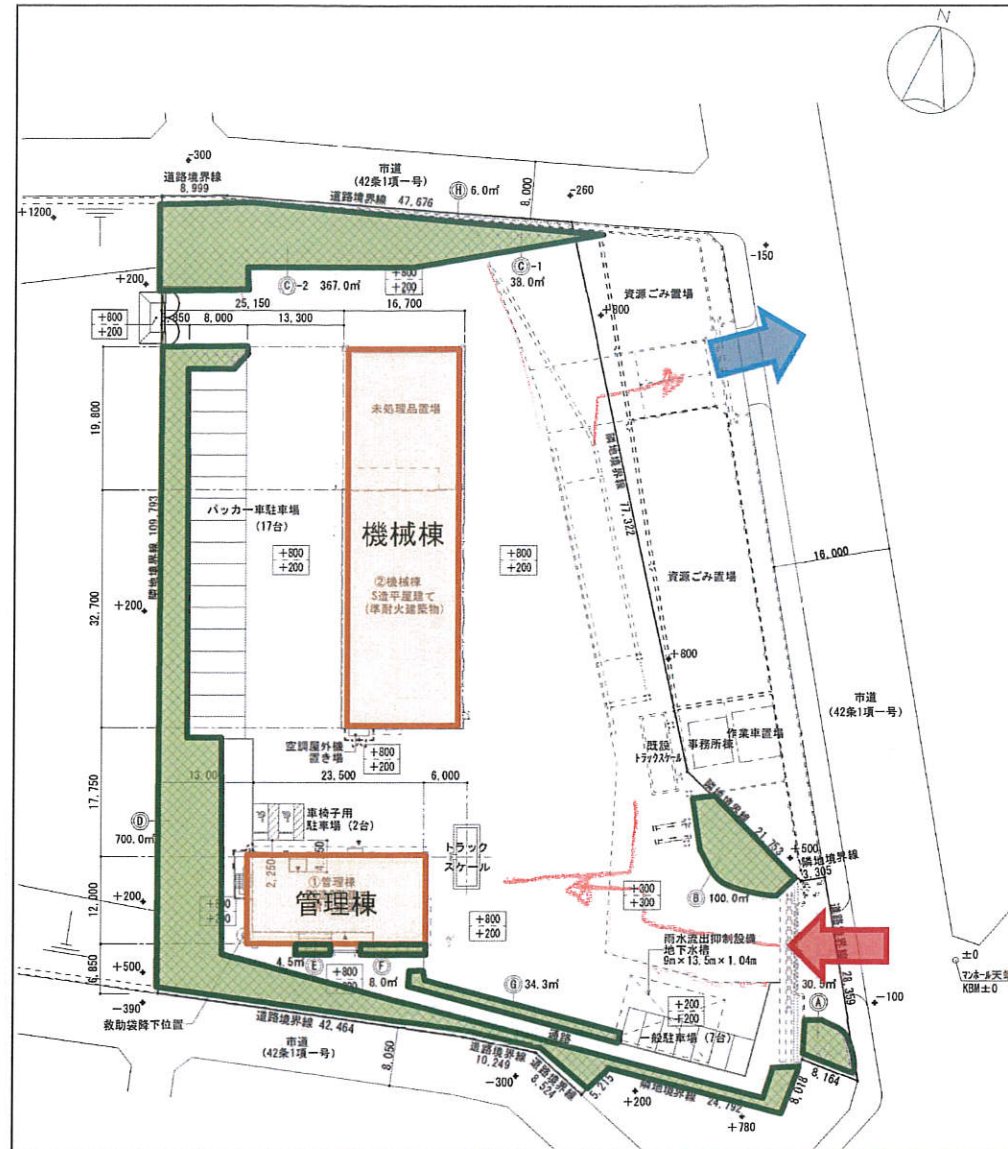 N
-300
市道
(42条1項一号)
道路境界線
8,999
道路境界線 47,676
H 6.0㎡
8,000
-260
+1200
-150
+200
C-2 367.0㎡
+800
+200
C-1
38.0㎡
資源ごみ置場
+800
25,150
16,700
+800
+200
8,000
13,300
19,800
未処理品置場
隣地境界線 109,793
パッカー車駐車場
(17台)
機械棟
隣地境界線 77,322
+800
+200
+800
+200
16,000
②機械棟
S造平屋建て
(準耐火建築物)
資源ごみ置場
+200
32,700
+800
市道
(42条1項一号)
作業車置場
事務所棟
既設
トラックスケール
空調屋外機
置き場
+800
+200
13,000
23,500
6,000
17,750
車椅子用
駐車場 (2台)
隣地境界線 21,753
D
700.0㎡
トラック
スケール
+500
隣地境界線
3,305
2,250
①管理棟
管理棟
12,000
+200
B 100.0㎡
+300
+300
+800
+200
道路境界線 28,359
雨水流出抑制設備
地下水槽
9m×13.5m×1.04m
±0
マンホール天端
KBM±0
6,850
+500
4.5㎡
E
+800
F
8.0㎡
G 34.3㎡
30.5㎡
A
-100
-390
救助袋降下位置
道路境界線 42,464
+200
+200
通路
一般駐車場 (7台)
市道
(42条1項一号)
8,050
道路境界線
10,249
道路境界線
8,524
-300
5,215
+200
隣地境界線 24,792
8,018
8,164
+780